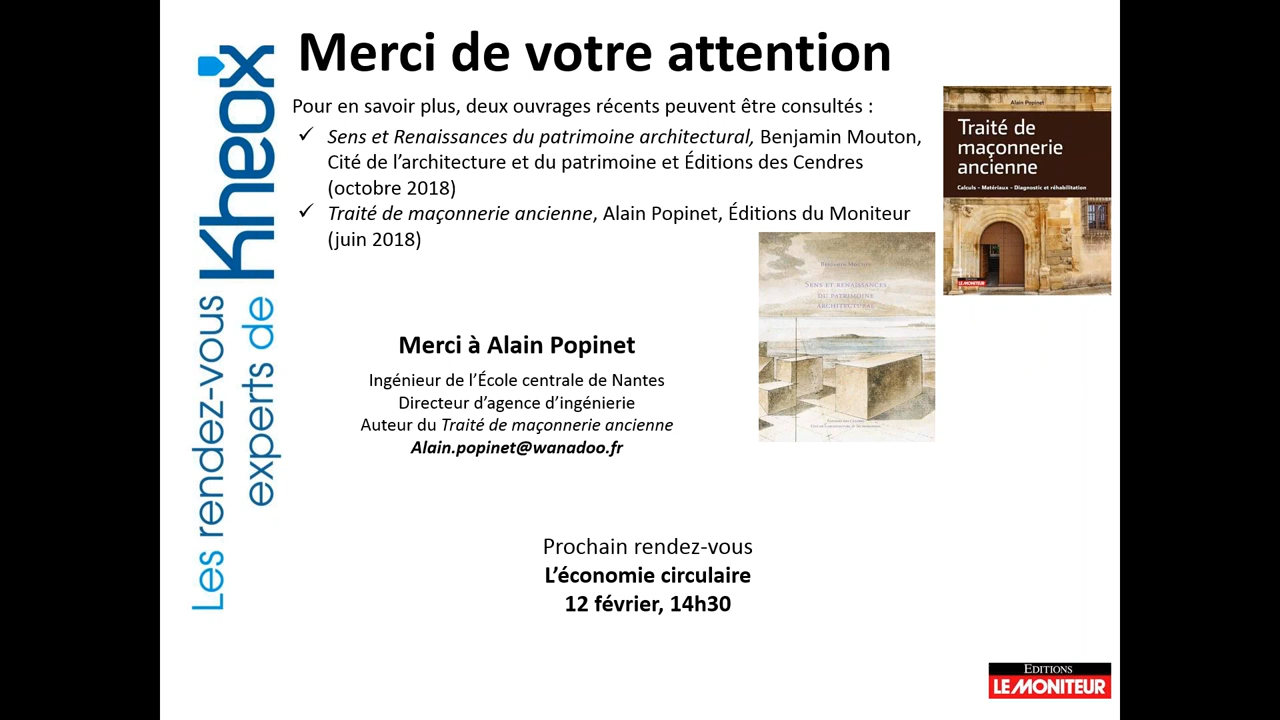 Les rendez-vous
experts de Kheox
Merci de votre attention
Pour en savoir plus, deux ouvrages récents peuvent être consultés :
✓ Sens et Renaissances du patrimoine architectural, Benjamin Mouton,
Cité de l’architecture et du patrimoine et Éditions des Cendres
(octobre 2018)
✓ Traité de maçonnerie ancienne, Alain Popinet, Éditions du Moniteur
(juin 2018)
Alain Popinet
Traité de
maçonnerie
ancienne
Calculs – Matériaux – Diagnostic et réhabilitation
LE MONITEUR
Benjamin Mouton
Sens et renaissances
du patrimoine
architectural
Merci à Alain Popinet
Ingénieur de l’École centrale de Nantes
Directeur d’agence d’ingénierie
Auteur du Traité de maçonnerie ancienne
Alain.popinet@wanadoo.fr
Prochain rendez-vous
L’économie circulaire
12 février, 14h30
EDITIONS
LE MONITEUR